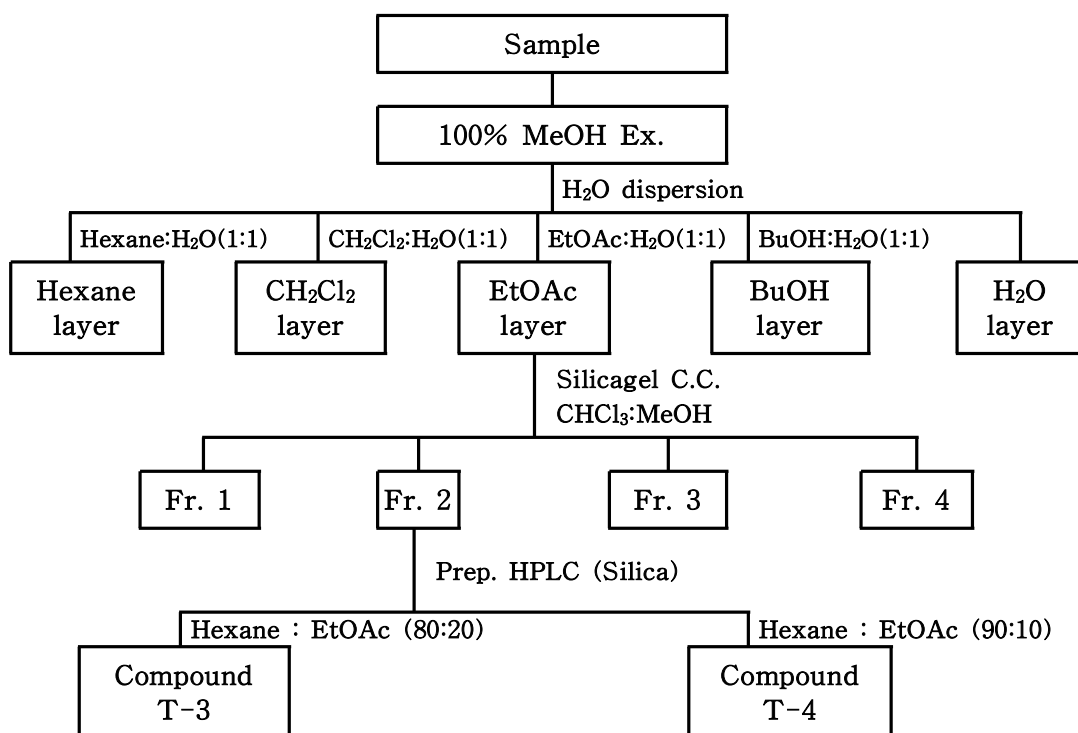 Sample
100% MeOH Ex.
H₂O dispersion
Hexane:H₂O(1:1)
CH₂Cl₂:H₂O(1:1)
EtOAc:H₂O(1:1)
BuOH:H₂O(1:1)
Hexane
layer
CH₂Cl₂
layer
EtOAc
layer
BuOH
layer
H₂O
layer
Silicagel C.C.
CHCl₃:MeOH
Fr. 1
Fr. 2
Fr. 3
Fr. 4
Prep. HPLC (Silica)
Hexane : EtOAc (80:20)
Hexane : EtOAc (90:10)
Compound
T-3
Compound
T-4